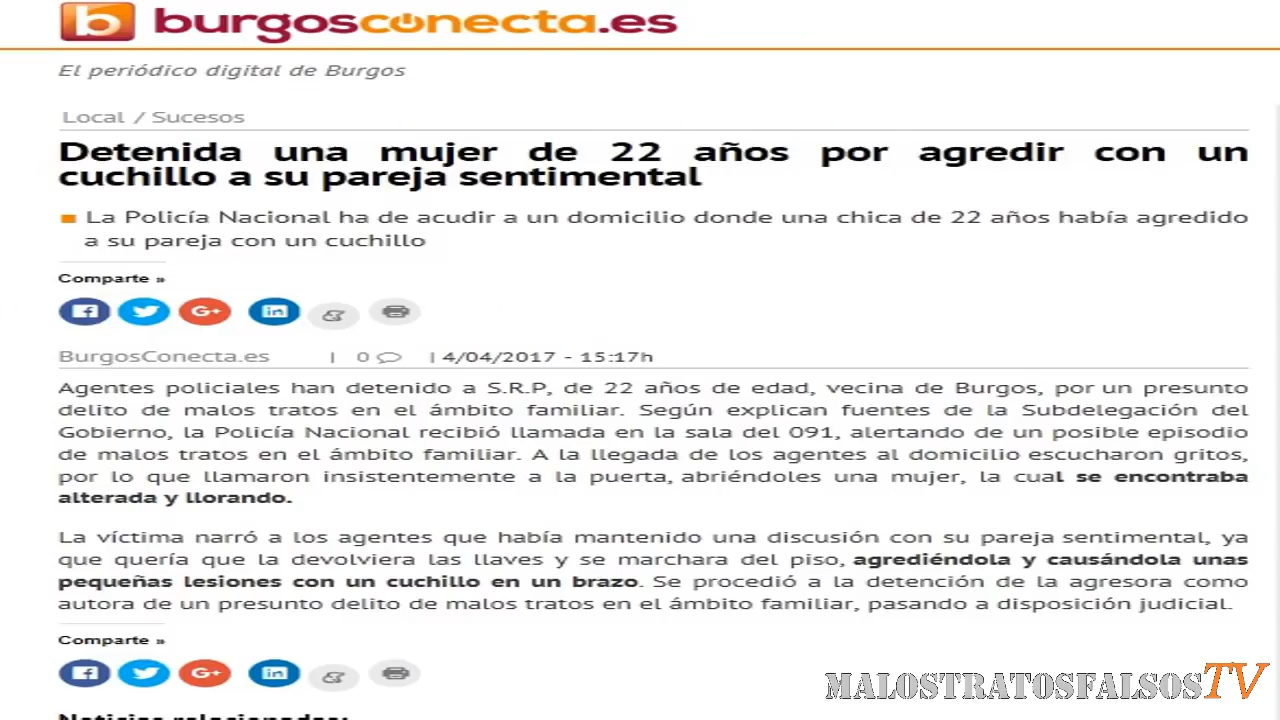 b burgosconecta.es
El periódico digital de Burgos
Local / Sucesos
Detenida una mujer de 22 años por agredir con un
cuchillo a su pareja sentimental
La Policía Nacional ha de acudir a un domicilio donde una chica de 22 años había agredido
a su pareja con un cuchillo
Comparte »
G+ in
BurgosConecta.es | 0 | 4/04/2017 - 15:17h
Agentes policiales han detenido a S.R.P, de 22 años de edad, vecina de Burgos, por un presunto
delito de malos tratos en el ámbito familiar. Según explican fuentes de la Subdelegación del
Gobierno, la Policía Nacional recibió llamada en la sala del 091, alertando de un posible episodio
de malos tratos en el ámbito familiar. A la llegada de los agentes al domicilio escucharon gritos,
por lo que llamaron insistentemente a la puerta, abriéndoles una mujer, la cual se encontraba
alterada y llorando.
La víctima narró a los agentes que había mantenido una discusión con su pareja sentimental, ya
que quería que la devolviera las llaves y se marchara del piso, agrediéndola y causándola unas
pequeñas lesiones con un cuchillo en un brazo. Se procedió a la detención de la agresora como
autora de un presunto delito de malos tratos en el ámbito familiar, pasando a disposición judicial.
Comparte »
G+ in
MALOSTRATOSFALSOSTV
Noticias relacionadas: